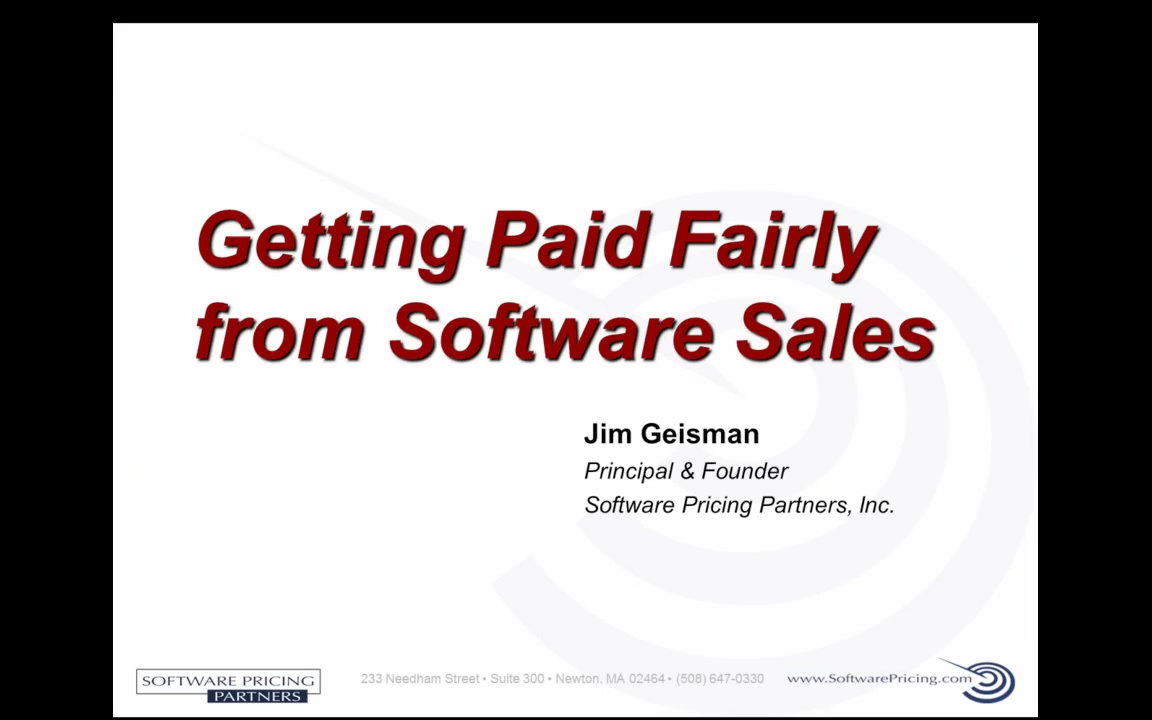 Getting Paid Fairly
from Software Sales
Jim Geisman
Principal & Founder
Software Pricing Partners, Inc.
SOFTWARE PRICING
PARTNERS
233 Needham Street • Suite 300 • Newton, MA 02464 • (508) 647-0330
www.SoftwarePricing.com